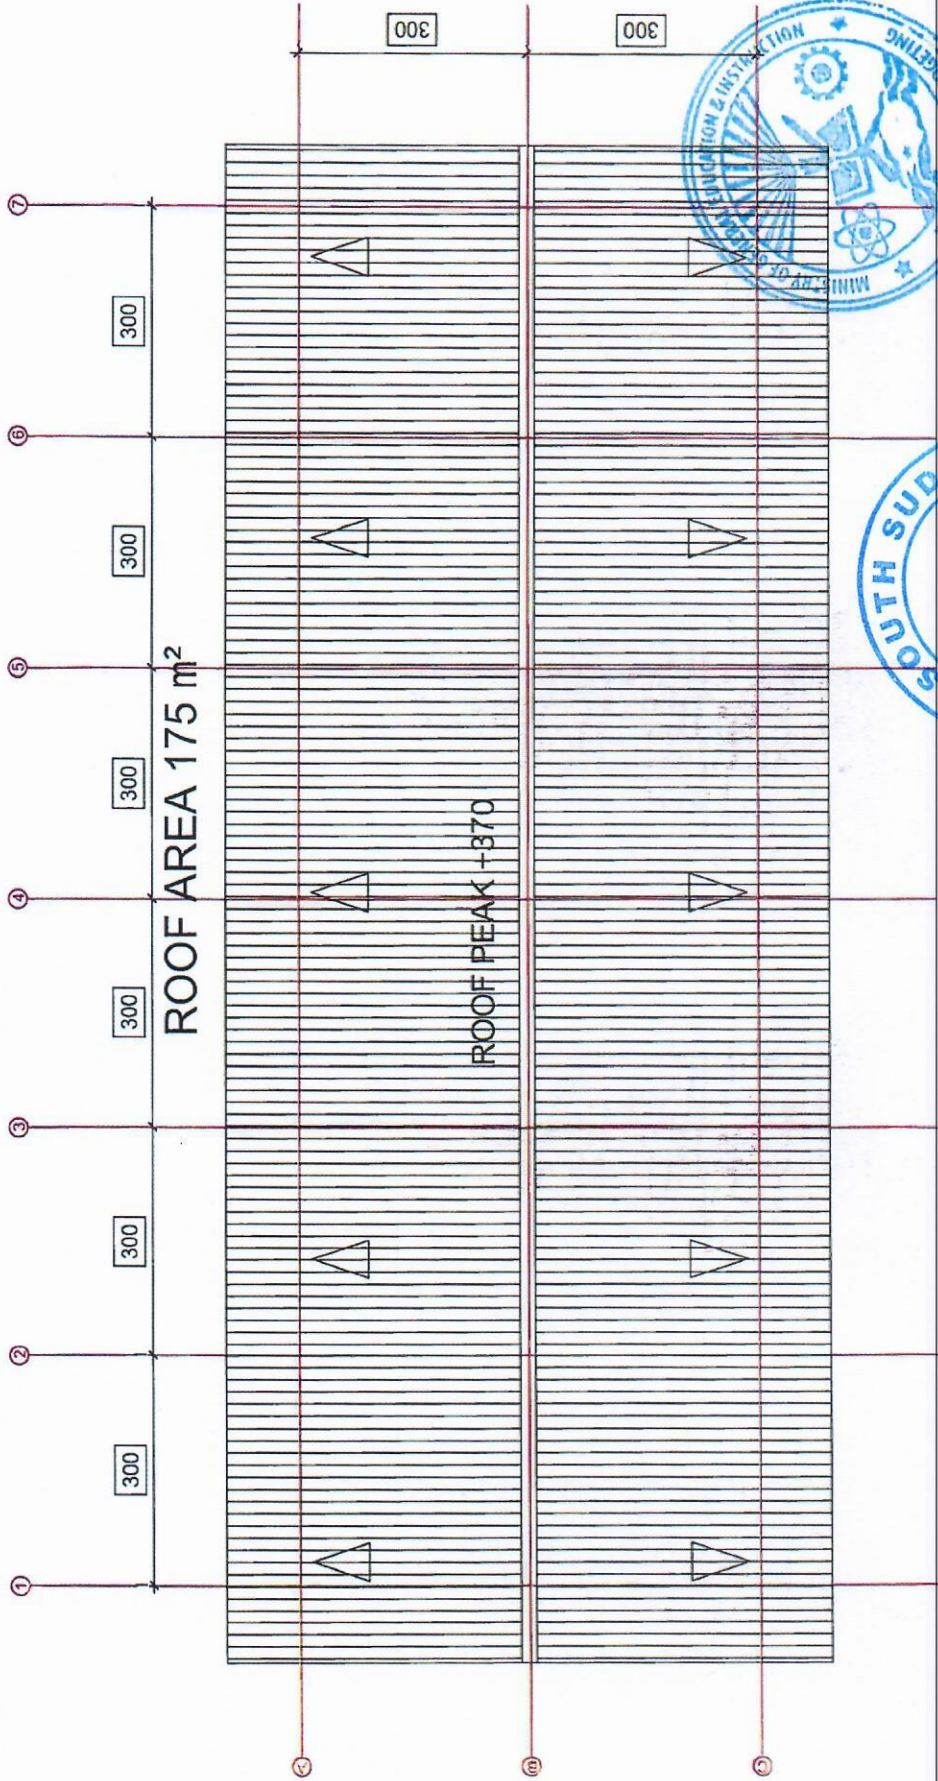 7
6
5
4
3
2
1
300
300
300
300
300
300
300
300
ROOF AREA 175 m²
ROOF PEAK +370
A
B
C
MINISTRY OF GENERAL EDUCATION & INSTRUCTION
SOUTH SUD